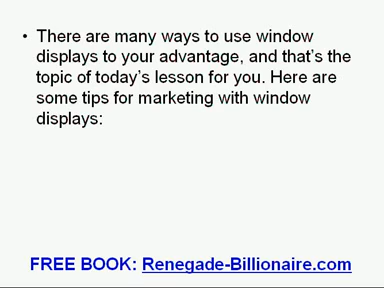 • There are many ways to use window
displays to your advantage, and that's the
topic of today's lesson for you. Here are
some tips for marketing with window
displays:
FREE BOOK: Renegade-Billionaire.com